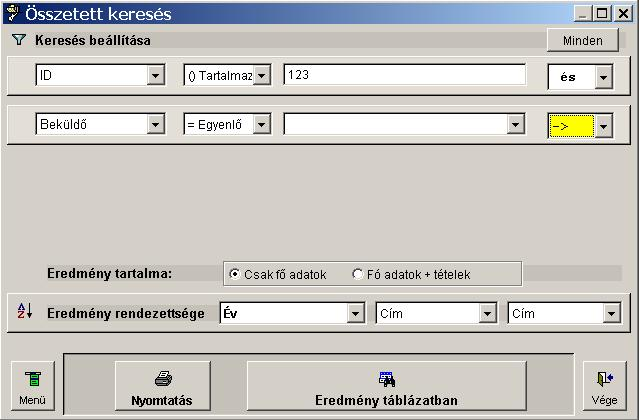 Összetett keresés
Keresés beállítása Minden
ID () Tartalmaz 123 és
Beküldő = Egyenlő -->
Eredmény tartalma: Csak fő adatok Fó adatok + tételek
Eredmény rendezettsége Év Cím Cím
Menü Nyomtatás Eredmény táblázatban Vége